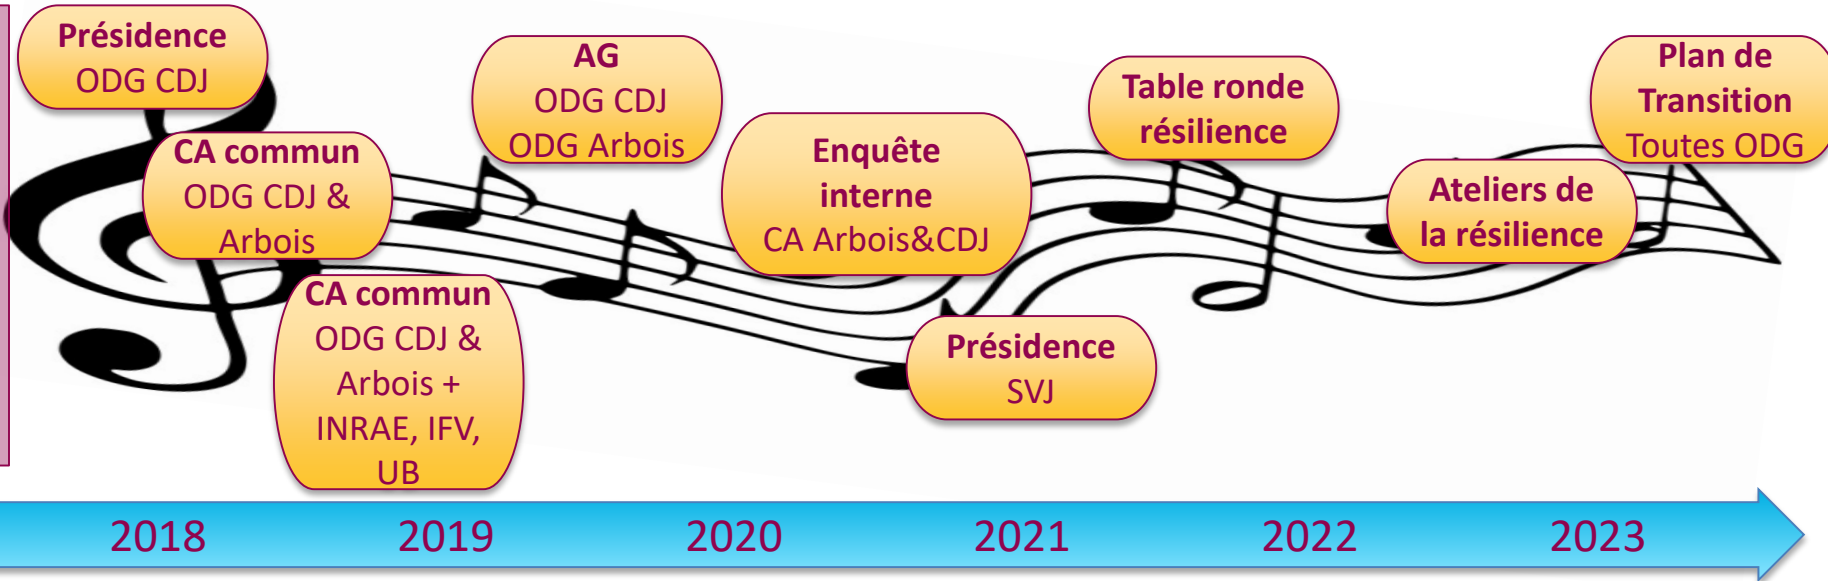 Présidence
ODG CDJ
CA commun
ODG CDJ &
Arbois
CA commun
ODG CDJ &
Arbois +
INRAE, IFV,
UB
AG
ODG CDJ
ODG Arbois
Enquête
interne
CA Arbois&CDJ
Présidence
SVJ
Table ronde
résilience
Ateliers de
la résilience
Plan de
Transition
Toutes ODG
2018
2019
2020
2021
2022
2023